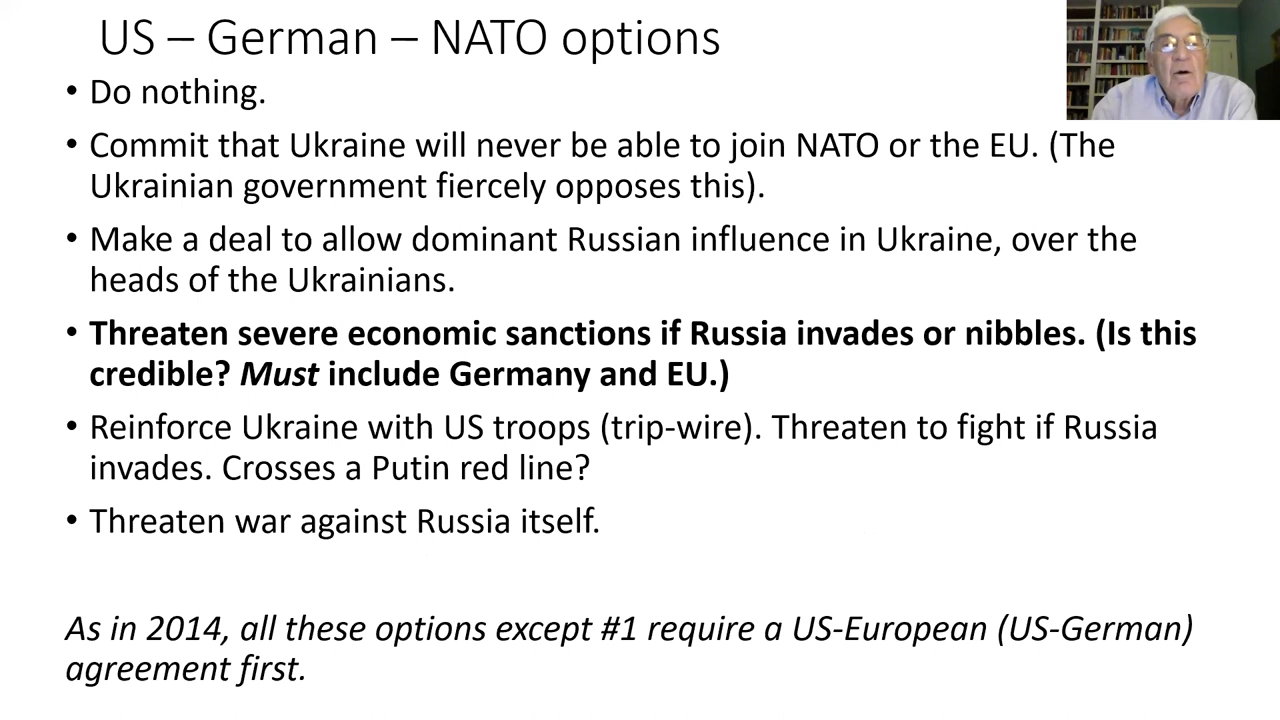 US – German – NATO options
• Do nothing.
• Commit that Ukraine will never be able to join NATO or the EU. (The
Ukrainian government fiercely opposes this).
• Make a deal to allow dominant Russian influence in Ukraine, over the
heads of the Ukrainians.
• Threaten severe economic sanctions if Russia invades or nibbles. (Is this
credible? Must include Germany and EU.)
• Reinforce Ukraine with US troops (trip-wire). Threaten to fight if Russia
invades. Crosses a Putin red line?
• Threaten war against Russia itself.
As in 2014, all these options except #1 require a US-European (US-German)
agreement first.